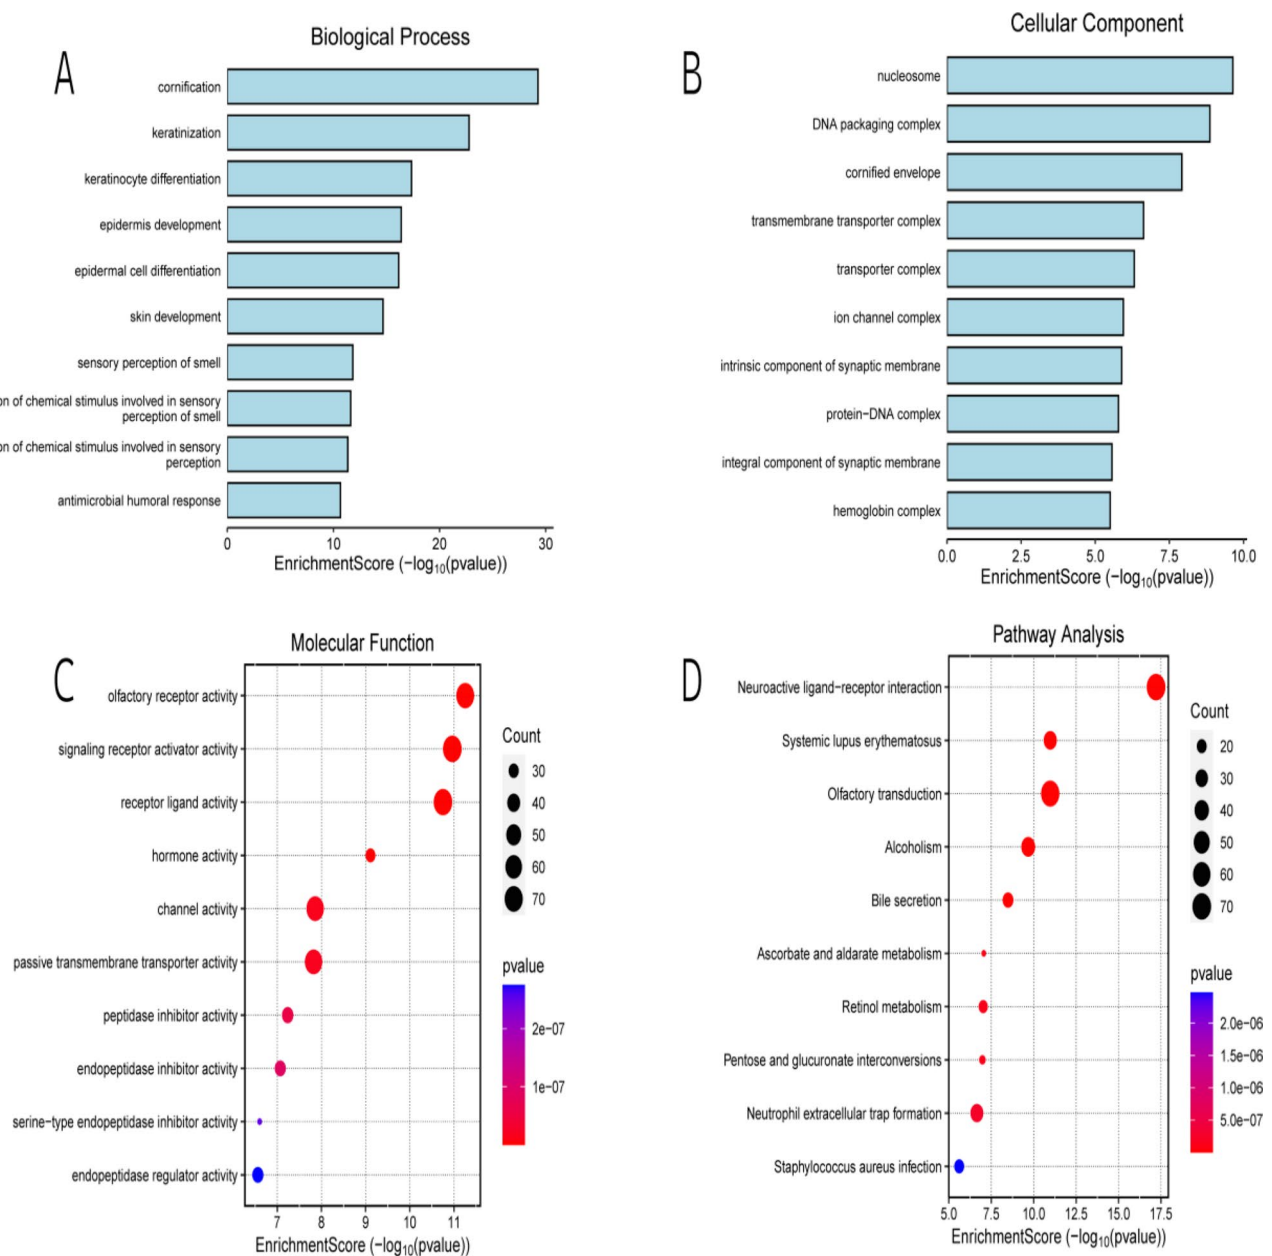 A
Biological Process
cornification
keratinization
keratinocyte differentiation
epidermis development
epidermal cell differentiation
skin development
sensory perception of smell
of chemical stimulus involved in sensory
perception of smell
of chemical stimulus involved in sensory
perception
antimicrobial humoral response
0 10 20 30
EnrichmentScore (−log10(pvalue))
B
Cellular Component
nucleosome
DNA packaging complex
cornified envelope
transmembrane transporter complex
transporter complex
ion channel complex
intrinsic component of synaptic membrane
protein−DNA complex
integral component of synaptic membrane
hemoglobin complex
0.0 2.5 5.0 7.5 10.0
EnrichmentScore (−log10(pvalue))
C
Molecular Function
olfactory receptor activity
signaling receptor activator activity
receptor ligand activity
hormone activity
channel activity
passive transmembrane transporter activity
peptidase inhibitor activity
endopeptidase inhibitor activity
serine−type endopeptidase inhibitor activity
endopeptidase regulator activity
7 8 9 10 11
EnrichmentScore (−log10(pvalue))
Count
30
40
50
60
70
pvalue
2e−07
1e−07
D
Pathway Analysis
Neuroactive ligand−receptor interaction
Systemic lupus erythematosus
Olfactory transduction
Alcoholism
Bile secretion
Ascorbate and aldarate metabolism
Retinol metabolism
Pentose and glucuronate interconversions
Neutrophil extracellular trap formation
Staphylococcus aureus infection
5.0 7.5 10.0 12.5 15.0 17.5
EnrichmentScore (−log10(pvalue))
Count
20
30
40
50
60
70
pvalue
2.0e−06
1.5e−06
1.0e−06
5.0e−07